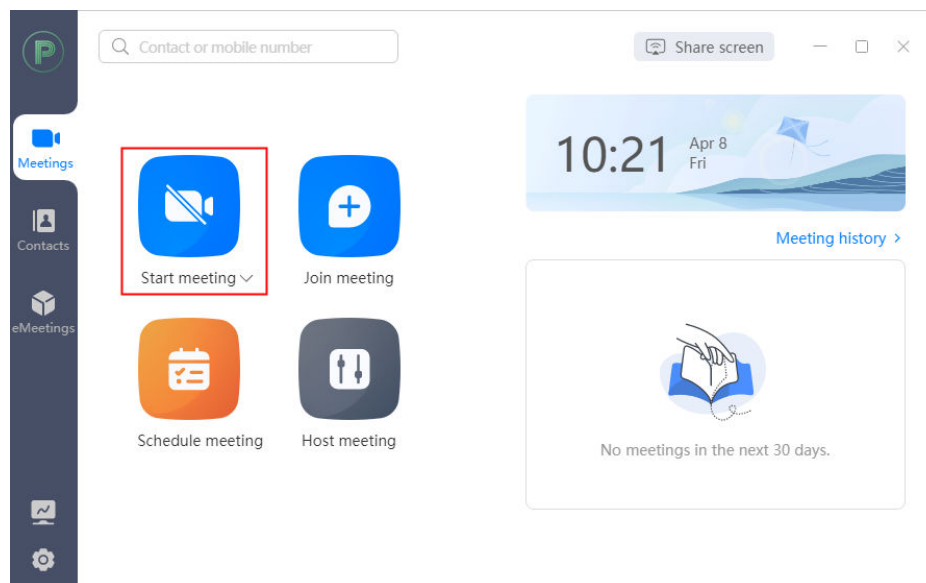 P
Contact or mobile number
Share screen
Meetings
10:21
Apr 8
Fri
Contacts
Meeting history >
Start meeting
Join meeting
eMeetings
Schedule meeting
Host meeting
No meetings in the next 30 days.